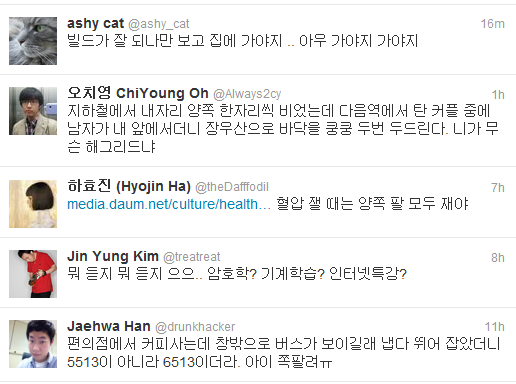 ashy cat @ashy_cat 16m
빌드가 잘 되나만 보고 집에 가야지 .. 아우 가야지 가야지
오치영 ChiYoung Oh @Always2cy 1h
지하철에서 내자리 양쪽 한자리씩 비었는데 다음역에서 탄 커플 중에
남자가 내 앞에서더니 장우산으로 바닥을 쿵쿵 두번 두드린다. 니가 무
슨 해그리드냐
하효진 (Hyojin Ha) @theDafffodil 7h
media.daum.net/culture/health… 혈압 잴 때는 양쪽 팔 모두 재야
Jin Yung Kim @treatreat 8h
뭐 듣지 뭐 듣지 으으.. 암호학? 기계학습? 인터넷특강?
Jaehwa Han @drunkhacker 11h
편의점에서 커피사는데 창밖으로 버스가 보이길래 냅다 뛰어 잡았더니
5513이 아니라 6513이더라. 아이 쪽팔려ㅠ